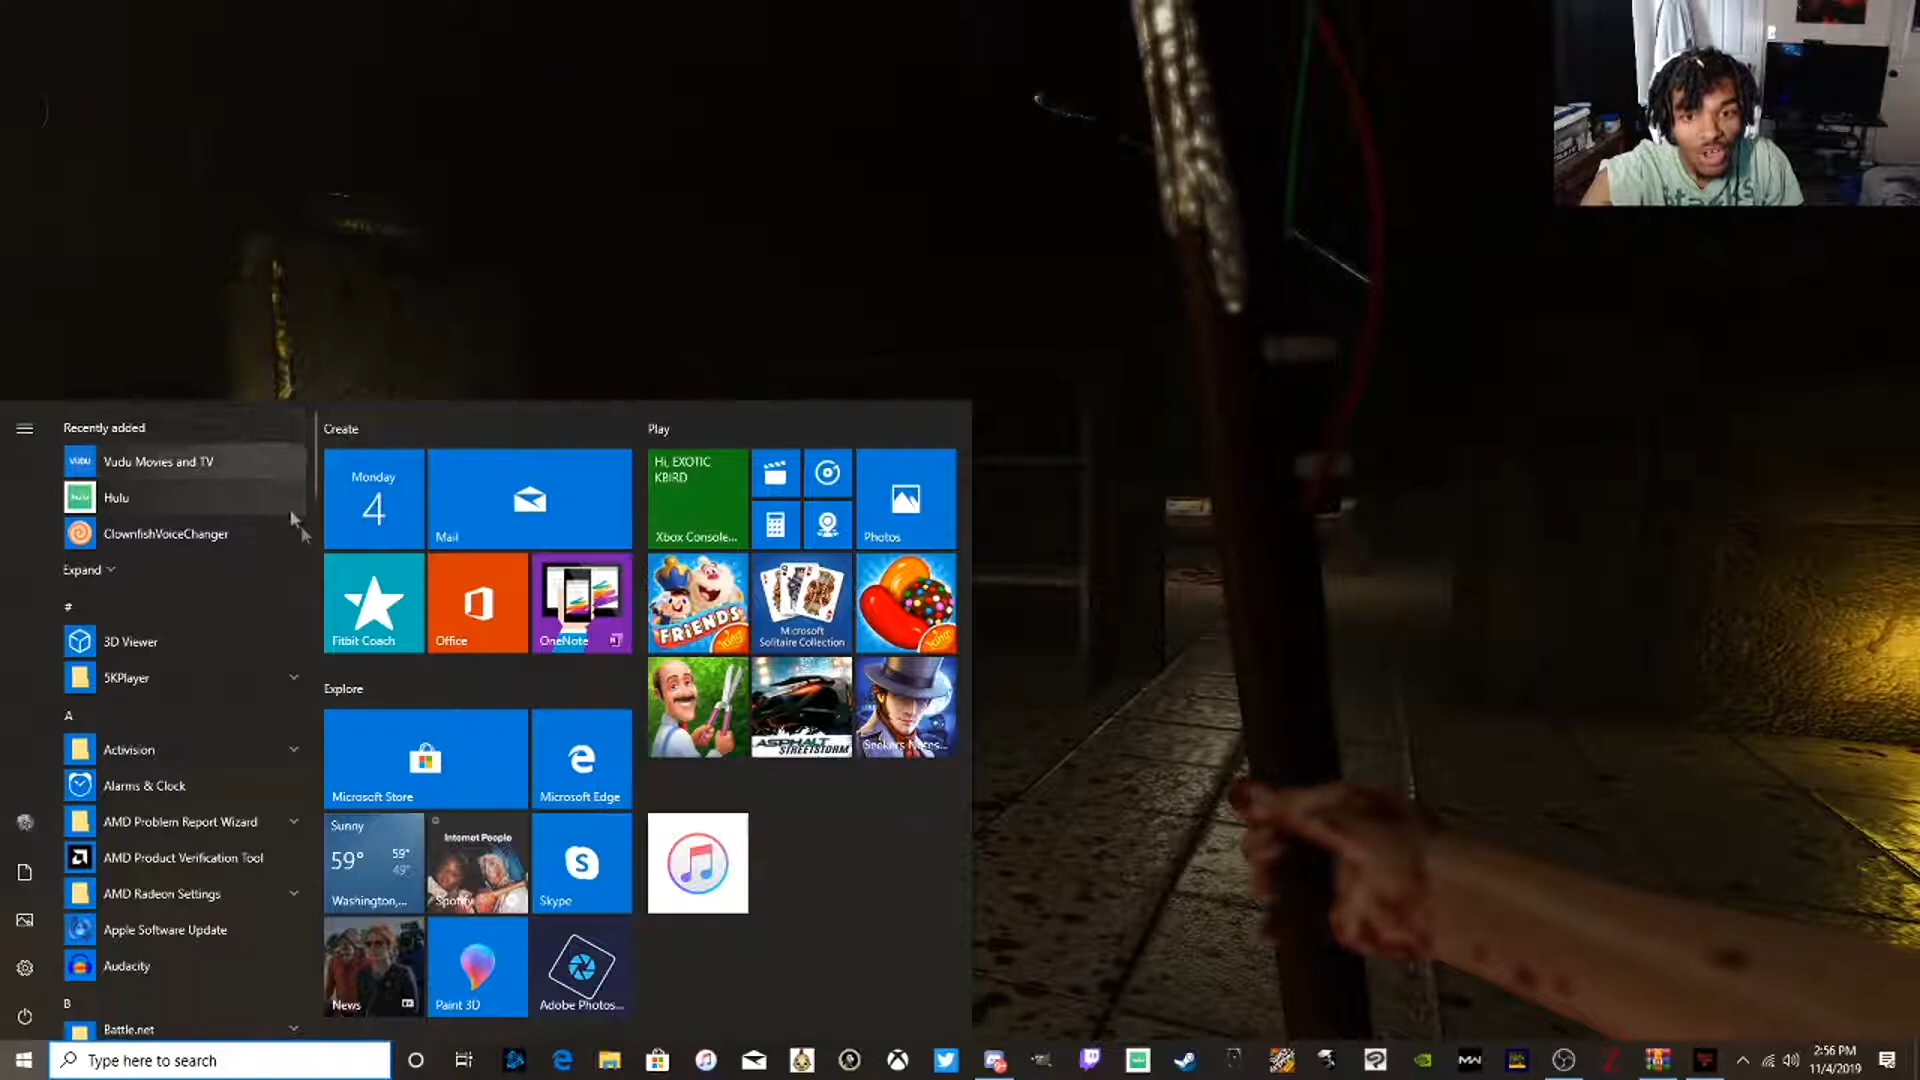 Recently added
Vudu Movies and TV
Hulu
ClownfishVoiceChanger
Expand
#
3D Viewer
5KPlayer
A
Activision
Alarms & Clock
AMD Problem Report Wizard
AMD Product Verification Tool
AMD Radeon Settings
Apple Software Update
Audacity
B
Battle.net
Create
Monday
4
Mail
Fitbit Coach
Office
OneNote
Explore
Microsoft Store
Microsoft Edge
Sunny
59°
59°
49°
Washington,...
Internet People
Spotify
Skype
News
Paint 3D
Adobe Photos...
Play
Hi, EXOTIC
KBIRD
Xbox Console...
Photos
FRIENDS
King
Microsoft
Solitaire Collection
King
ASPHALT
STREETSTORM
Seekers Notes...
Type here to search
2:56 PM
11/4/2019